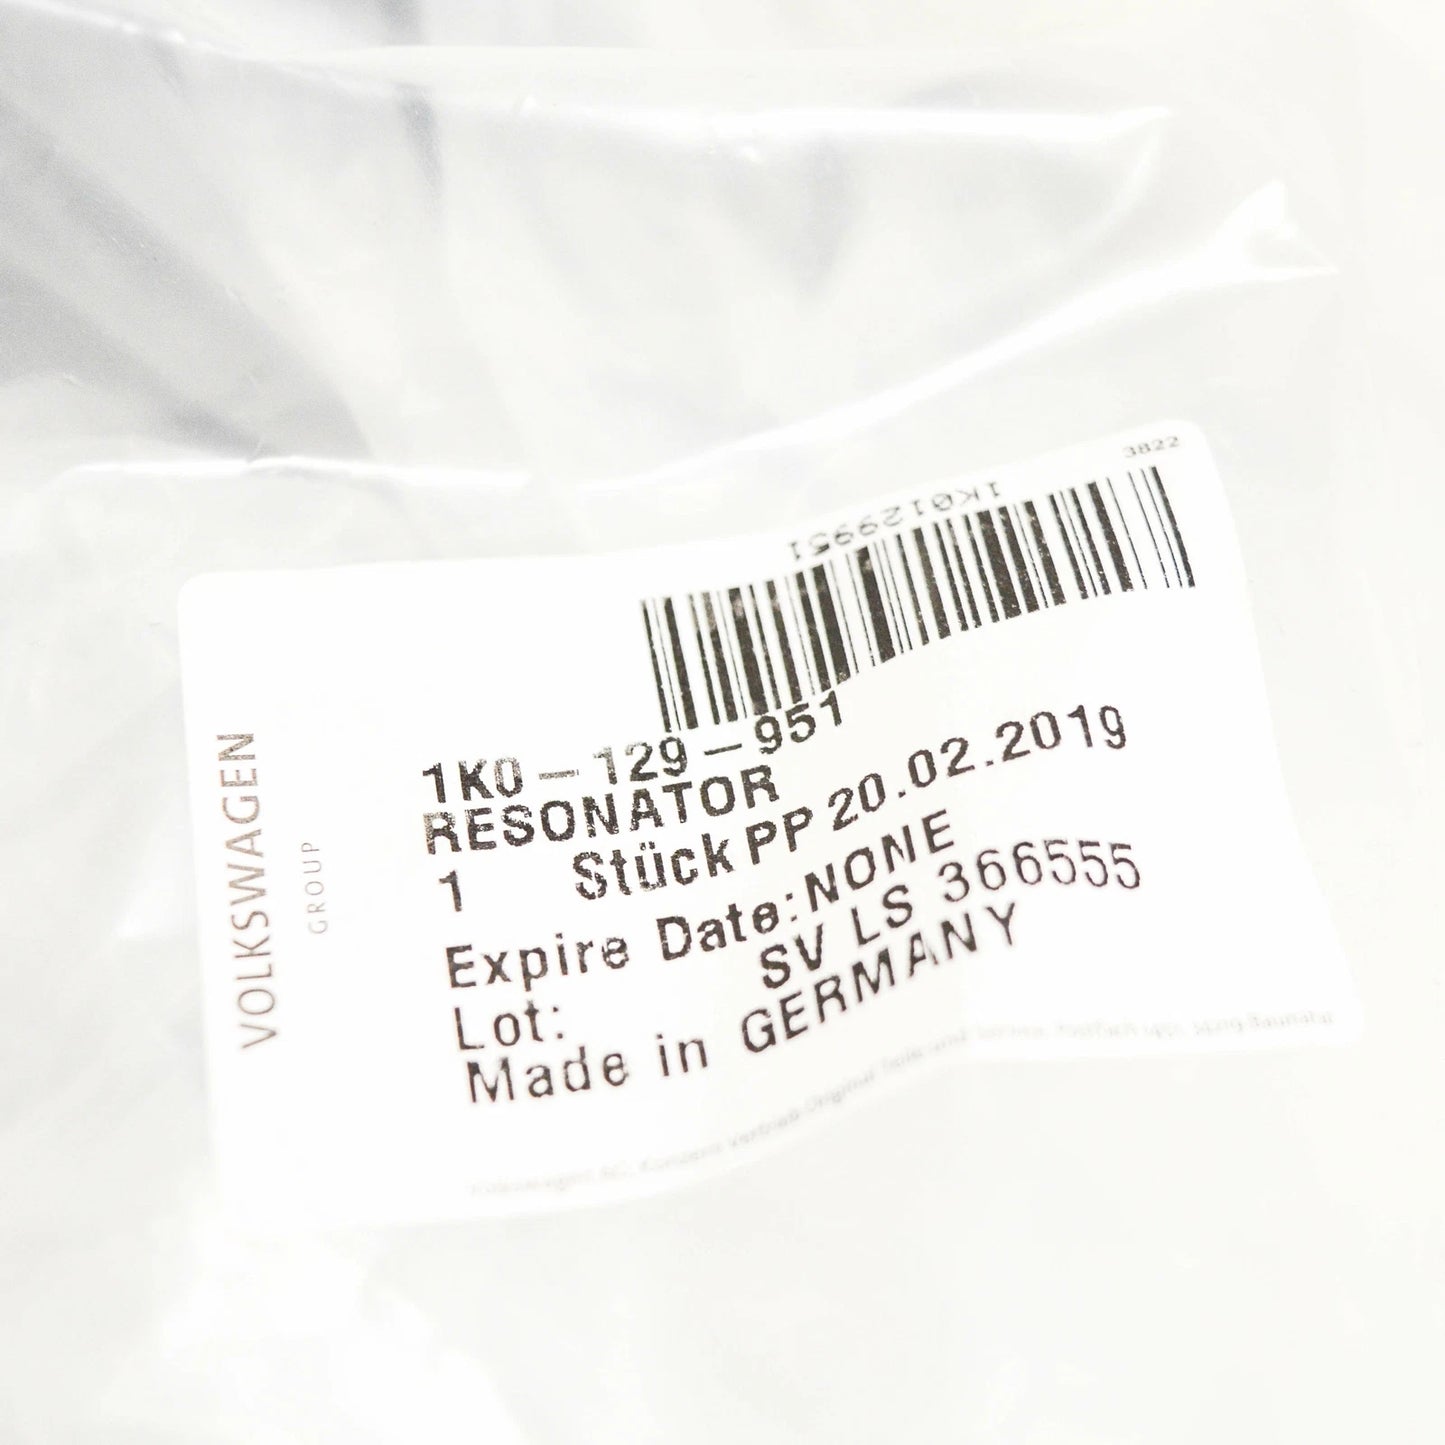 3822
1K0129951
1K0-129-951
RESONATOR
1 Stück PP 20.02.2019
Expire Date: NONE
Lot: SV LS 366555
Made in GERMANY
VOLKSWAGEN
GROUP